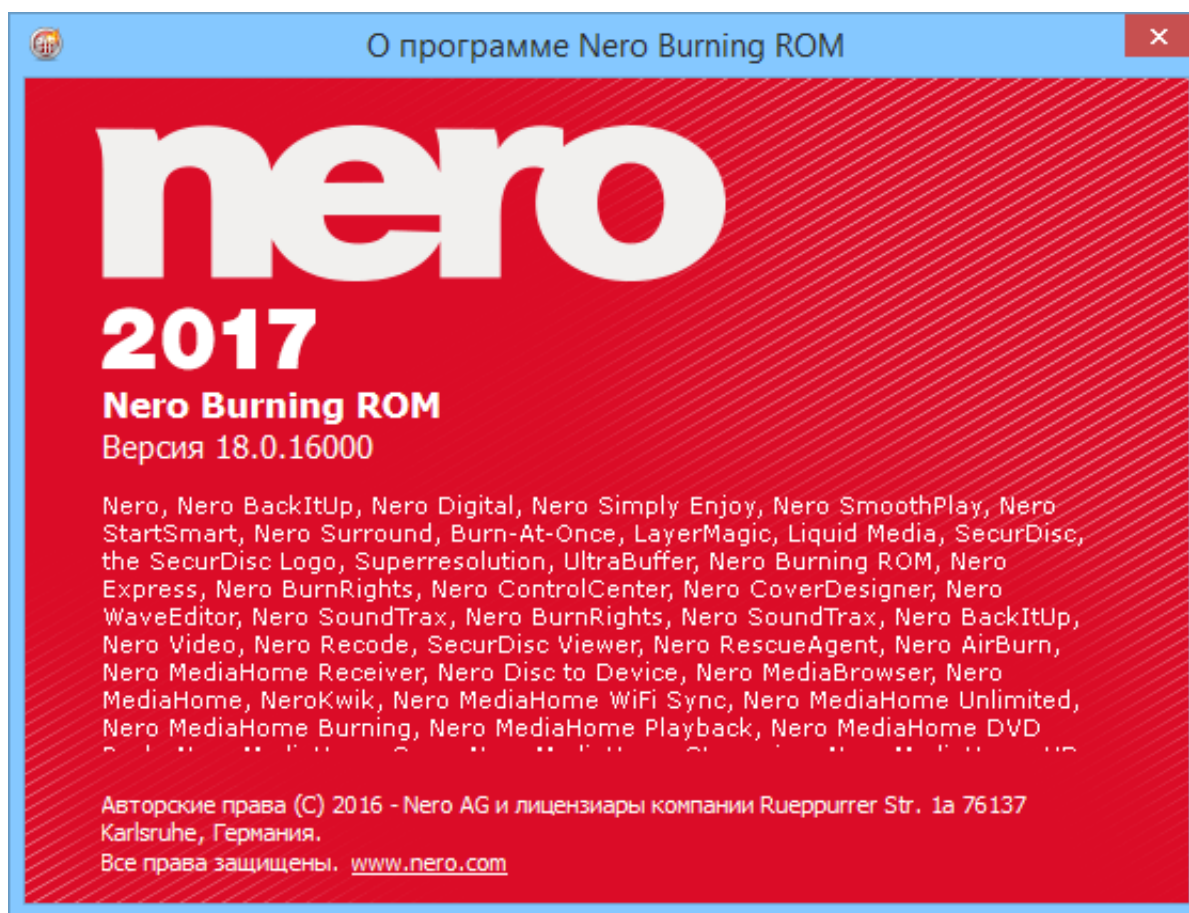 О программе Nero Burning ROM
nero
2017
Nero Burning ROM
Версия 18.0.16000
Nero, Nero BackItUp, Nero Digital, Nero Simply Enjoy, Nero SmoothPlay, Nero
StartSmart, Nero Surround, Burn-At-Once, LayerMagic, Liquid Media, SecurDisc,
the SecurDisc Logo, Superresolution, UltraBuffer, Nero Burning ROM, Nero
Express, Nero BurnRights, Nero ControlCenter, Nero CoverDesigner, Nero
WaveEditor, Nero SoundTrax, Nero BurnRights, Nero SoundTrax, Nero BackItUp,
Nero Video, Nero Recode, SecurDisc Viewer, Nero RescueAgent, Nero AirBurn,
Nero MediaHome Receiver, Nero Disc to Device, Nero MediaBrowser, Nero
MediaHome, NeroKwik, Nero MediaHome WiFi Sync, Nero MediaHome Unlimited,
Nero MediaHome Burning, Nero MediaHome Playback, Nero MediaHome DVD
Авторские права (C) 2016 - Nero AG и лицензиары компании Rueppurrer Str. 1a 76137
Karlsruhe, Германия.
Все права защищены. www.nero.com